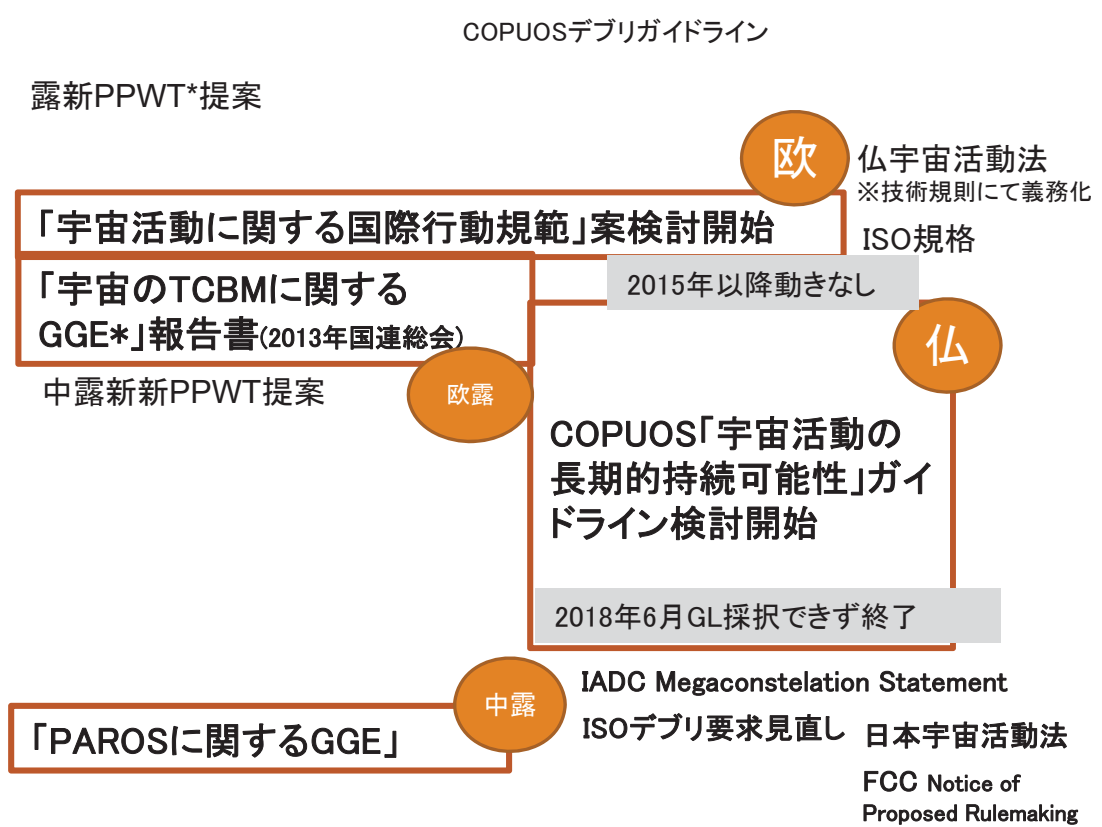 COPUOSデブリガイドライン
露新PPWT*提案
欧
仏宇宙活動法
※技術規則にて義務化
「宇宙活動に関する国際行動規範」案検討開始
ISO規格
「宇宙のTCBMに関する
GGE*」報告書(2013年国連総会)
2015年以降動きなし
仏
中露新新PPWT提案
欧露
COPUOS「宇宙活動の
長期的持続可能性」ガイ
ドライン検討開始
2018年6月GL採択できず終了
中露
IADC Megaconstelation Statement
ISOデブリ要求見直し
日本宇宙活動法
「PAROSに関するGGE」
FCC Notice of
Proposed Rulemaking